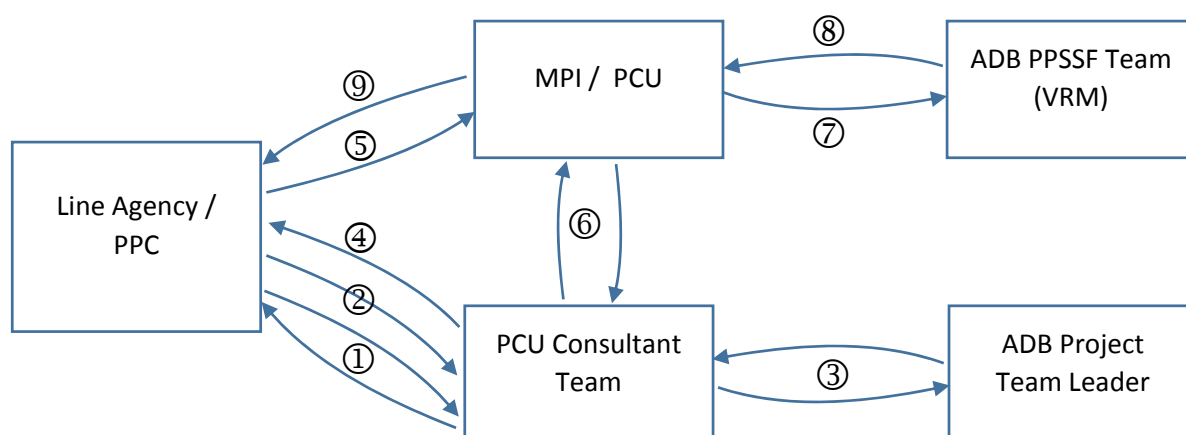 ⑧
MPI / PCU
ADB PPSSF Team
(VRM)
⑨
⑦
⑤
Line Agency /
PPC
④
⑥
②
①
PCU Consultant
Team
③
ADB Project
Team Leader